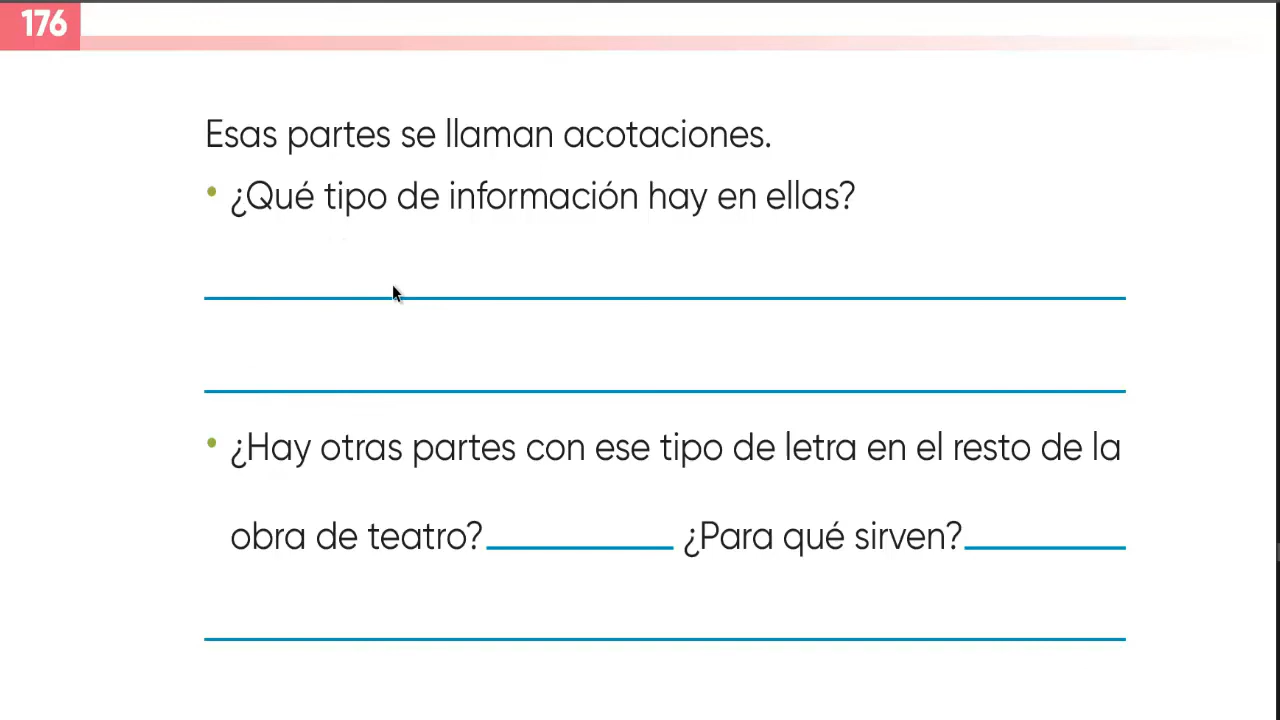 176
Esas partes se llaman acotaciones.
• ¿Qué tipo de información hay en ellas?
• ¿Hay otras partes con ese tipo de letra en el resto de la
obra de teatro? ¿Para qué sirven?